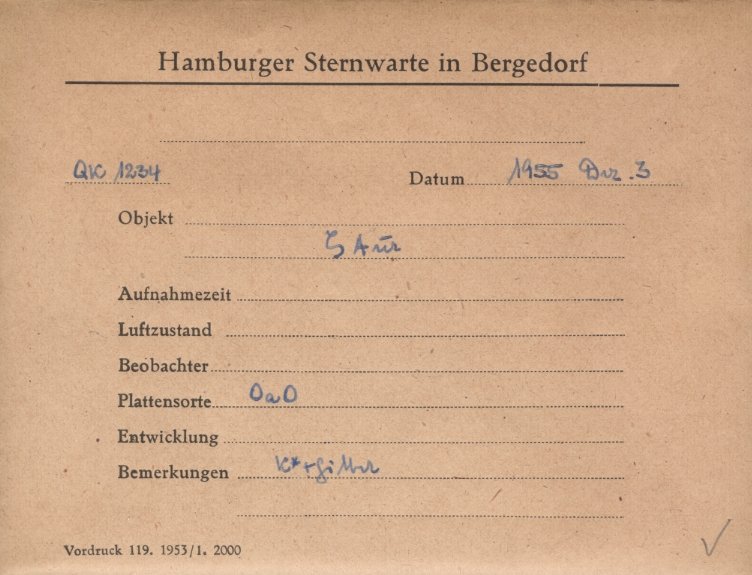 Hamburger Sternwarte in Bergedorf
QK 1234 Datum 1955 Dez. 3
Objekt
ζ Aur
Aufnahmezeit
Luftzustand
Beobachter
Plattensorte OaO
Entwicklung
Bemerkungen K*+Gitter
Vordruck 119. 1953/1. 2000